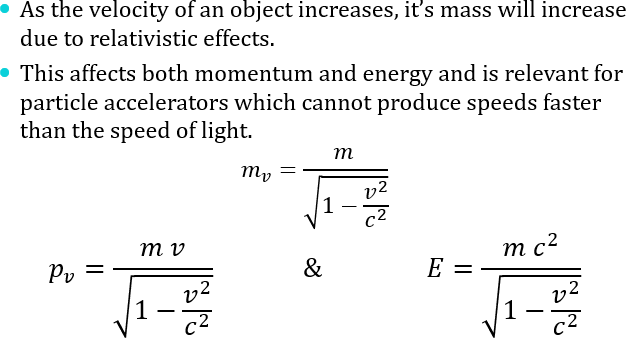 • As the velocity of an object increases, it’s mass will increase
due to relativistic effects.
• This affects both momentum and energy and is relevant for
particle accelerators which cannot produce speeds faster
than the speed of light.
$m_v = \frac{m}{\sqrt{1 - \frac{v^2}{c^2}}}$
$p_v = \frac{m\,v}{\sqrt{1 - \frac{v^2}{c^2}}}$ & $E = \frac{m\,c^2}{\sqrt{1 - \frac{v^2}{c^2}}}$